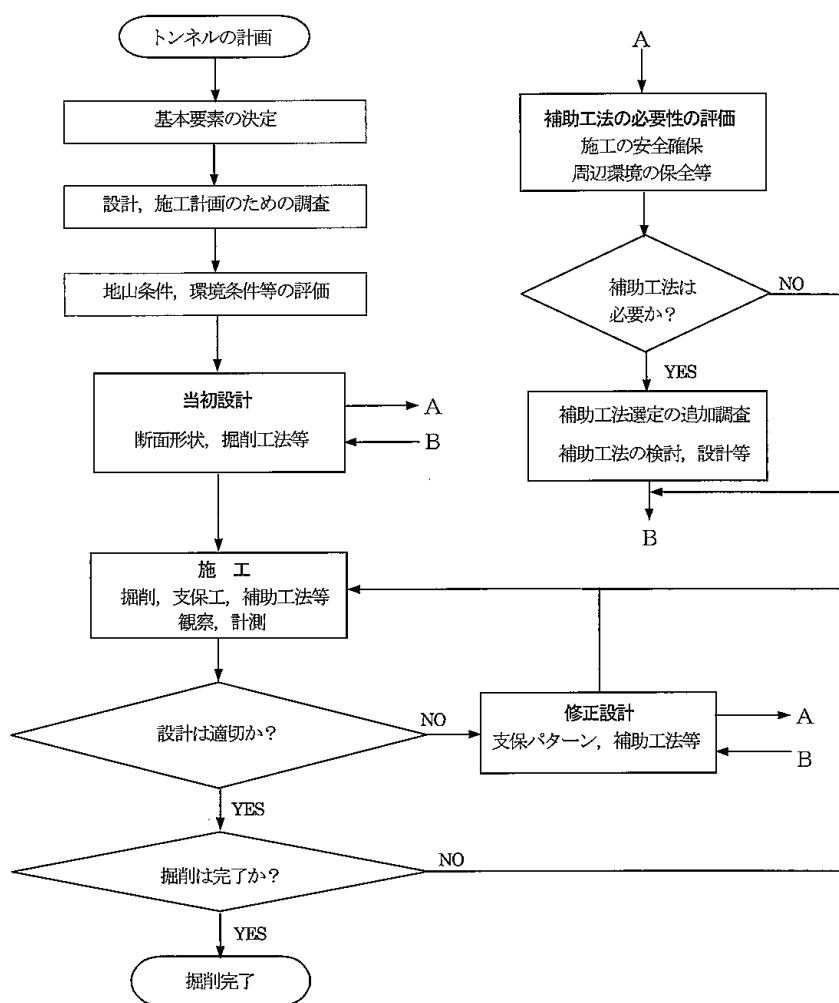 トンネルの計画
基本要素の決定
設計，施工計画のための調査
地山条件，環境条件等の評価
当初設計
断面形状，掘削工法等
A
B
施　工
掘削，支保工，補助工法等
観察，計測
設計は適切か？
NO
YES
修正設計
支保パターン，補助工法等
A
B
掘削は完了か？
NO
YES
掘削完了
A
補助工法の必要性の評価
施工の安全確保
周辺環境の保全等
補助工法は
必要か？
NO
YES
補助工法選定の追加調査
補助工法の検討，設計等
B